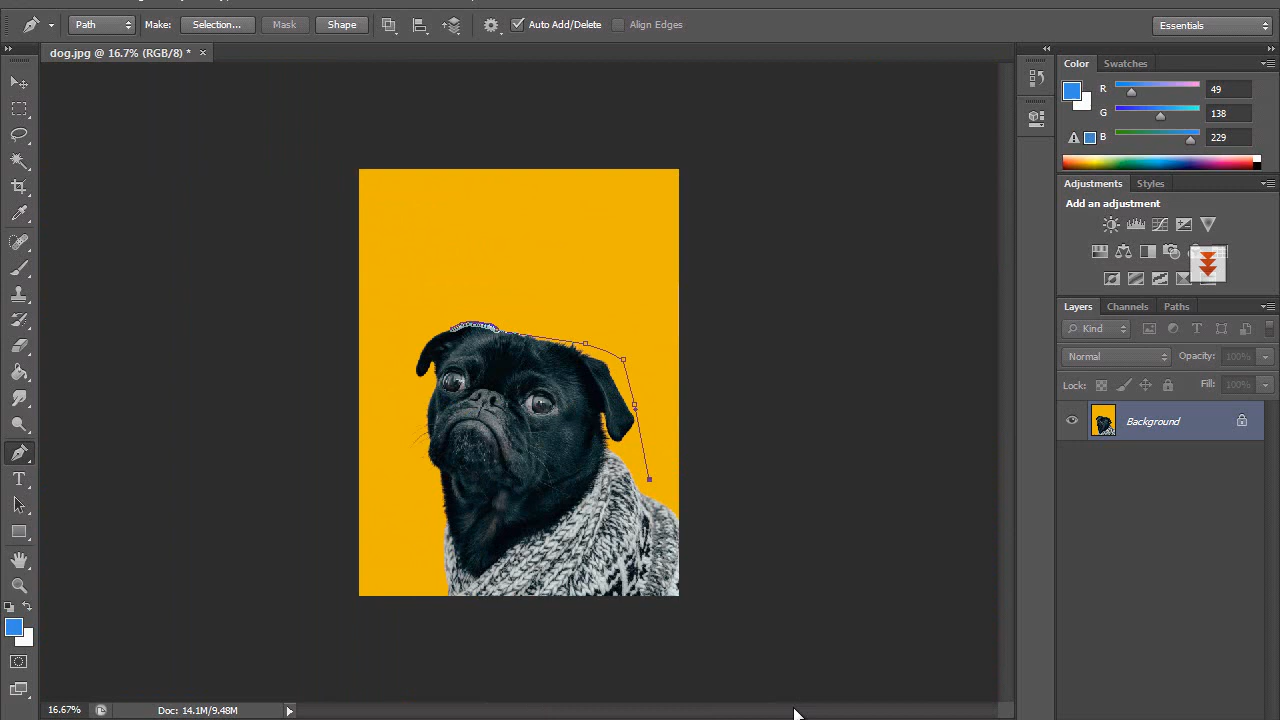 Path Make: Selection... Mask Shape Auto Add/Delete Align Edges Essentials
dog.jpg @ 16.7% (RGB/8) * ×
Color Swatches
R 49
G 138
B 229
Adjustments Styles
Add an adjustment
Layers Channels Paths
Kind
Normal Opacity: 100%
Lock: Fill: 100%
Background
16.67% Doc: 14.1M/9.48M